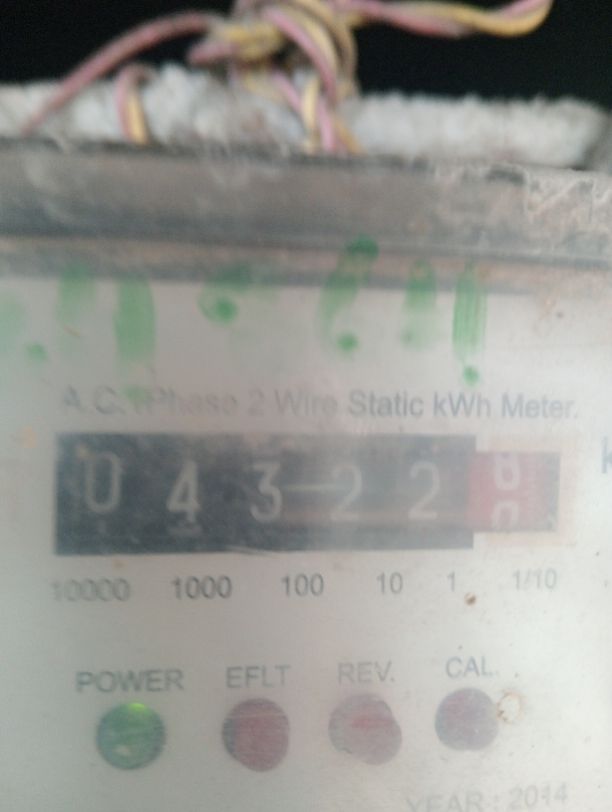 A.C. 1Phase 2 Wire Static kWh Meter.
0 4 3 2 2
10000 1000 100 10 1 1/10
POWER EFLT REV. CAL.
YEAR : 2014